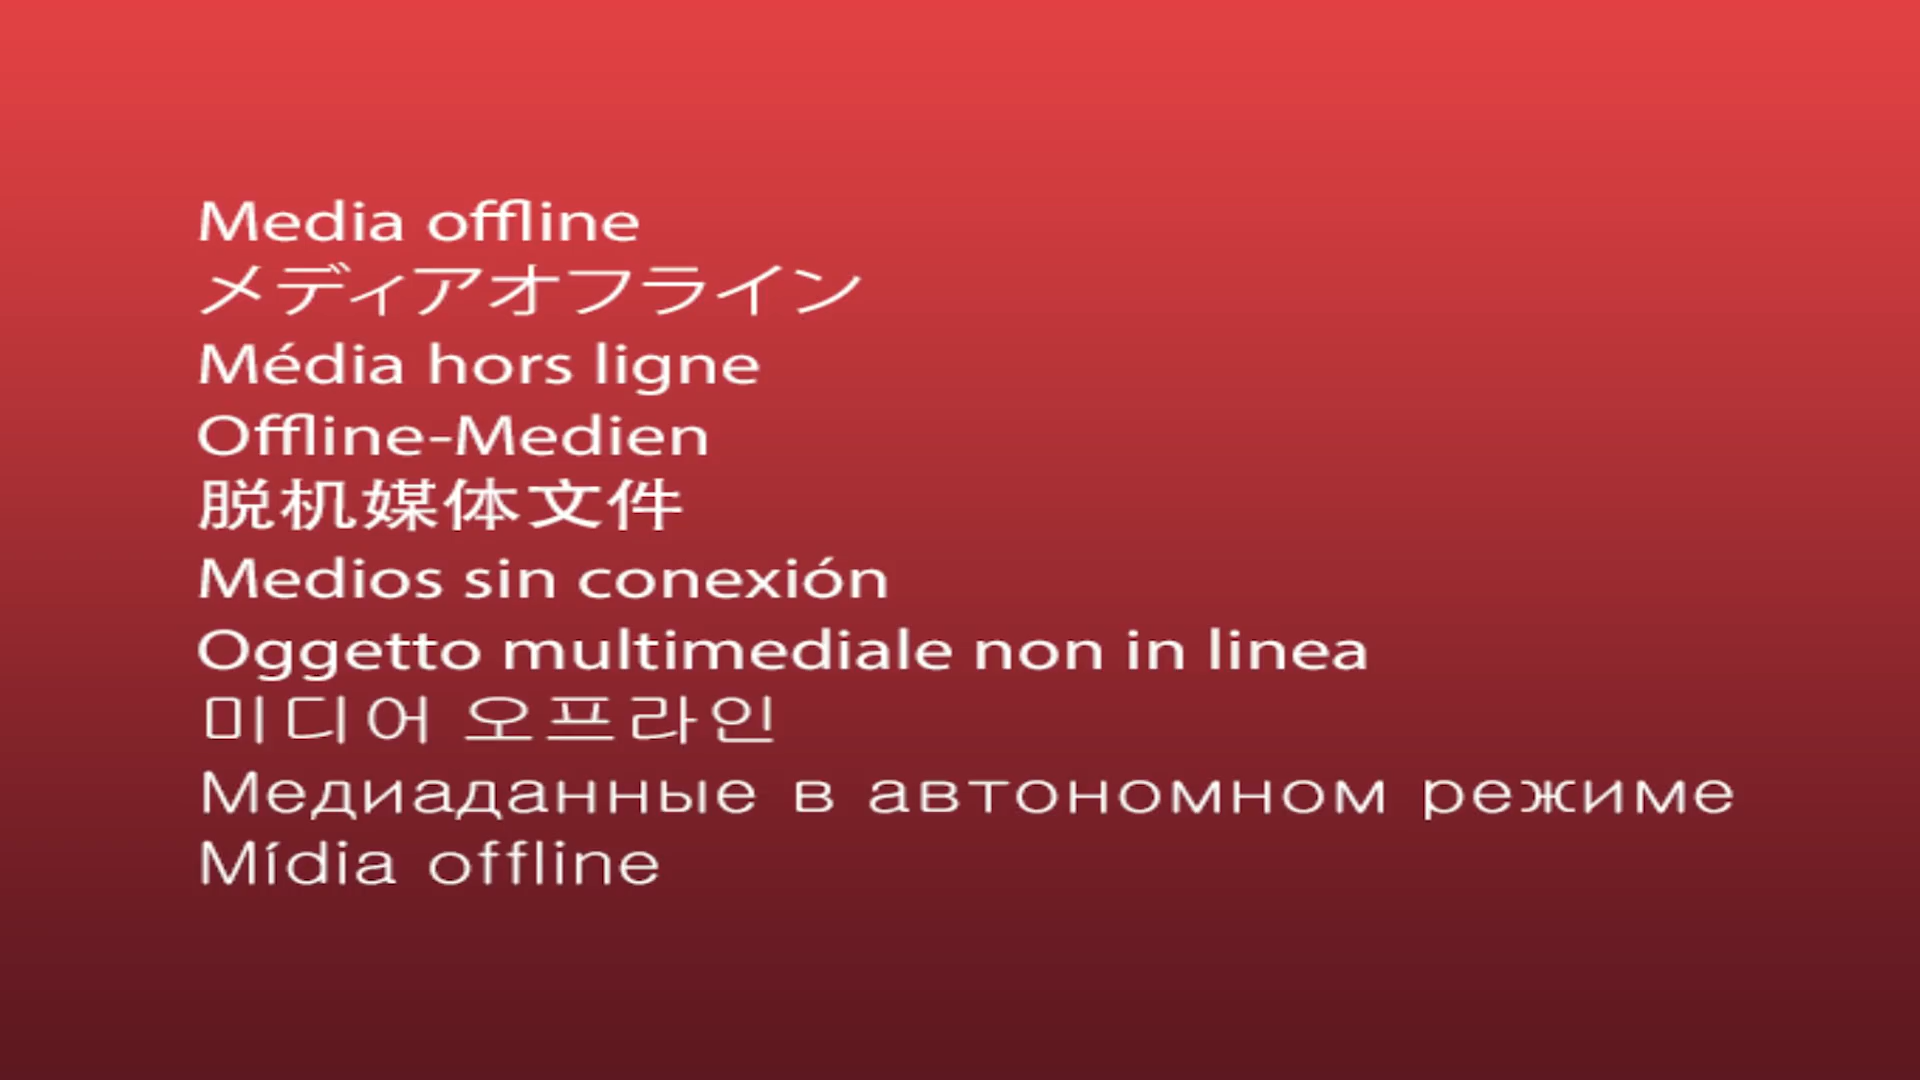 Media offline
メディアオフライン
Média hors ligne
Offline-Medien
脱机媒体文件
Medios sin conexión
Oggetto multimediale non in linea
미디어 오프라인
Медиаданные в автономном режиме
Mídia offline